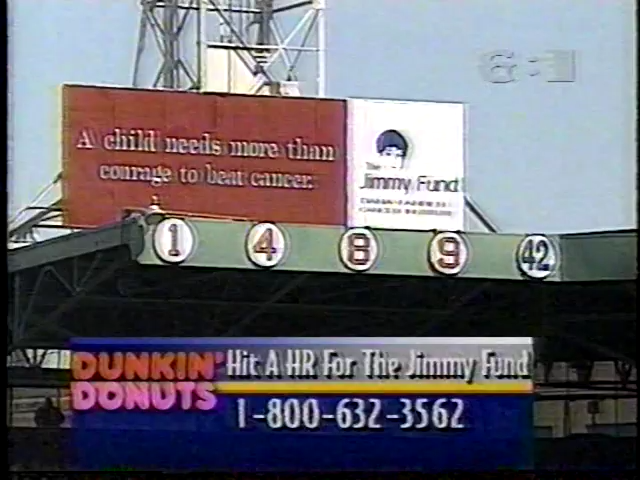 A child needs more than
courage to beat cancer.
The
Jimmy Fund
1 4 8 9 42
DUNKIN'
DONUTS
Hit A HR For The Jimmy Fund
1-800-632-3562